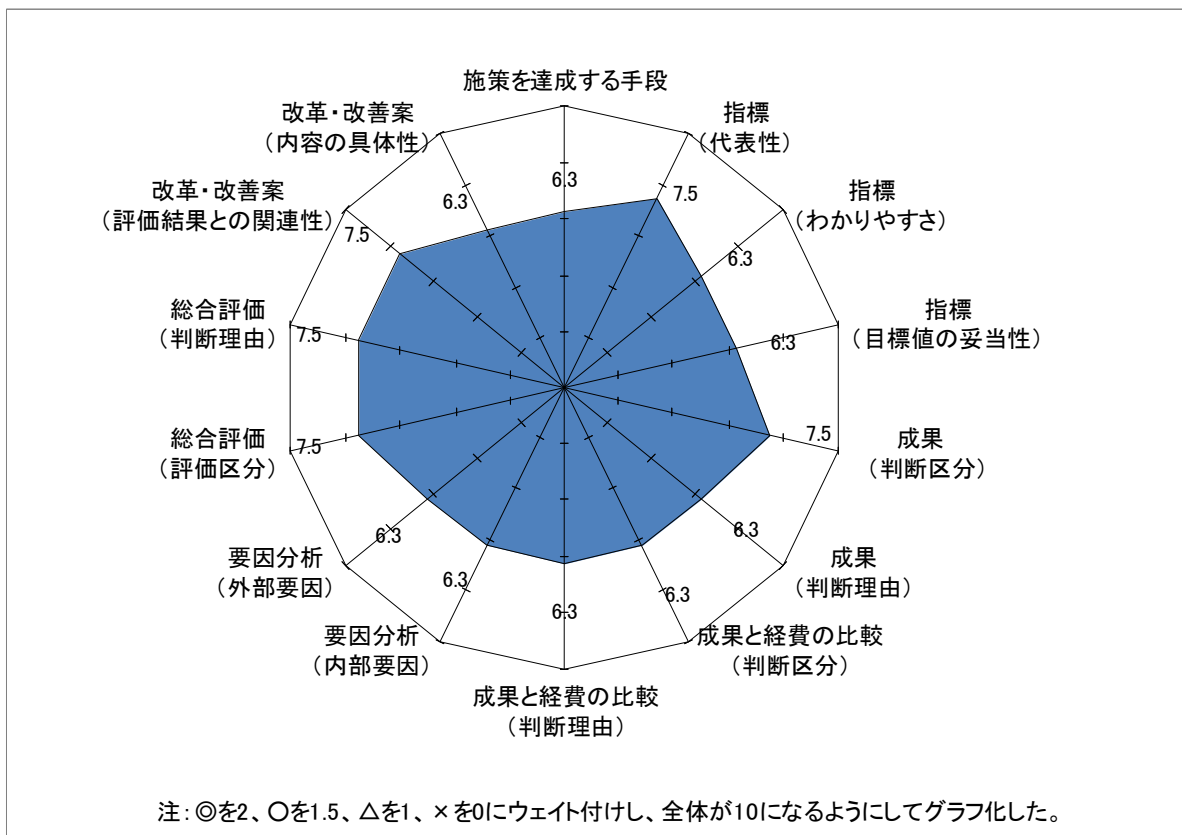 施策を達成する手段
6.3
指標
（代表性）
7.5
指標
（わかりやすさ）
6.3
指標
（目標値の妥当性）
6.3
成果
（判断区分）
7.5
成果
（判断理由）
6.3
成果と経費の比較
（判断区分）
6.3
成果と経費の比較
（判断理由）
6.3
要因分析
（内部要因）
6.3
要因分析
（外部要因）
6.3
総合評価
（評価区分）
7.5
総合評価
（判断理由）
7.5
改革・改善案
（評価結果との関連性）
7.5
改革・改善案
（内容の具体性）
6.3
注：◎を2、○を1.5、△を1、×を0にウェイト付けし、全体が10になるようにしてグラフ化した。